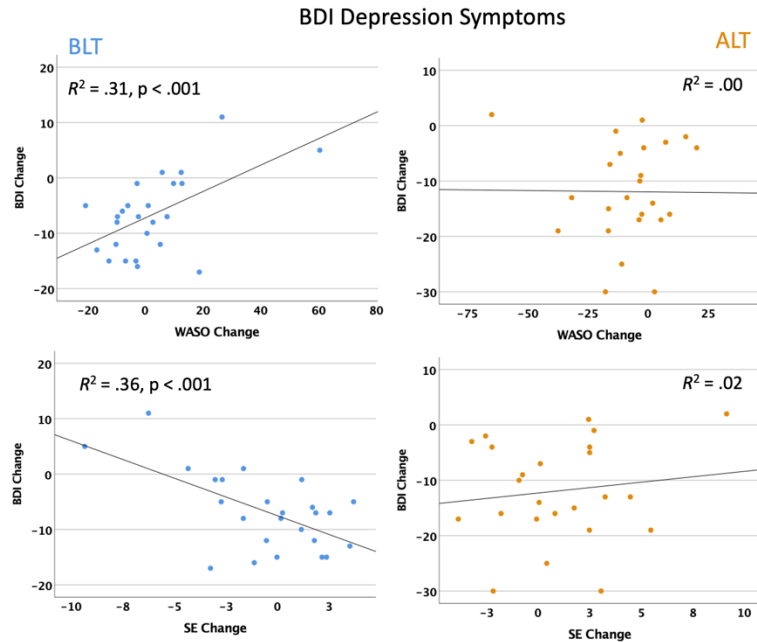 BDI Depression Symptoms
BLT
ALT
R² = .31, p < .001
20
10
0
-10
-20
BDI Change
-20
0
20
40
60
80
WASO Change
R² = .00
10
0
-10
-20
-30
BDI Change
-75
-50
-25
0
25
WASO Change
R² = .36, p < .001
20
10
0
-10
-20
BDI Change
-10
-5
-3
0
3
SE Change
R² = .02
10
0
-10
-20
-30
BDI Change
-3
0
3
5
8
10
SE Change